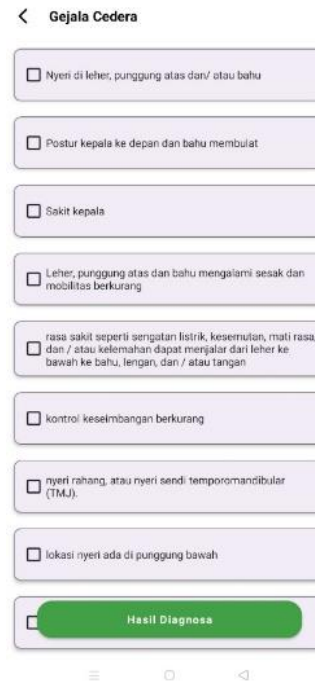 Gejala Cedera
Nyeri di leher, punggung atas dan/ atau bahu
Postur kepala ke depan dan bahu membulat
Sakit kepala
Leher, punggung atas dan bahu mengalami sesak dan
mobilitas berkurang
rasa sakit seperti sengatan listrik, kesemutan, mati rasa,
dan / atau kelemahan dapat menjalar dari leher ke
bawah ke bahu, lengan, dan / atau tangan
kontrol keseimbangan berkurang
nyeri rahang, atau nyeri sendi temporomandibular
(TMJ).
lokasi nyeri ada di punggung bawah
Hasil Diagnosa